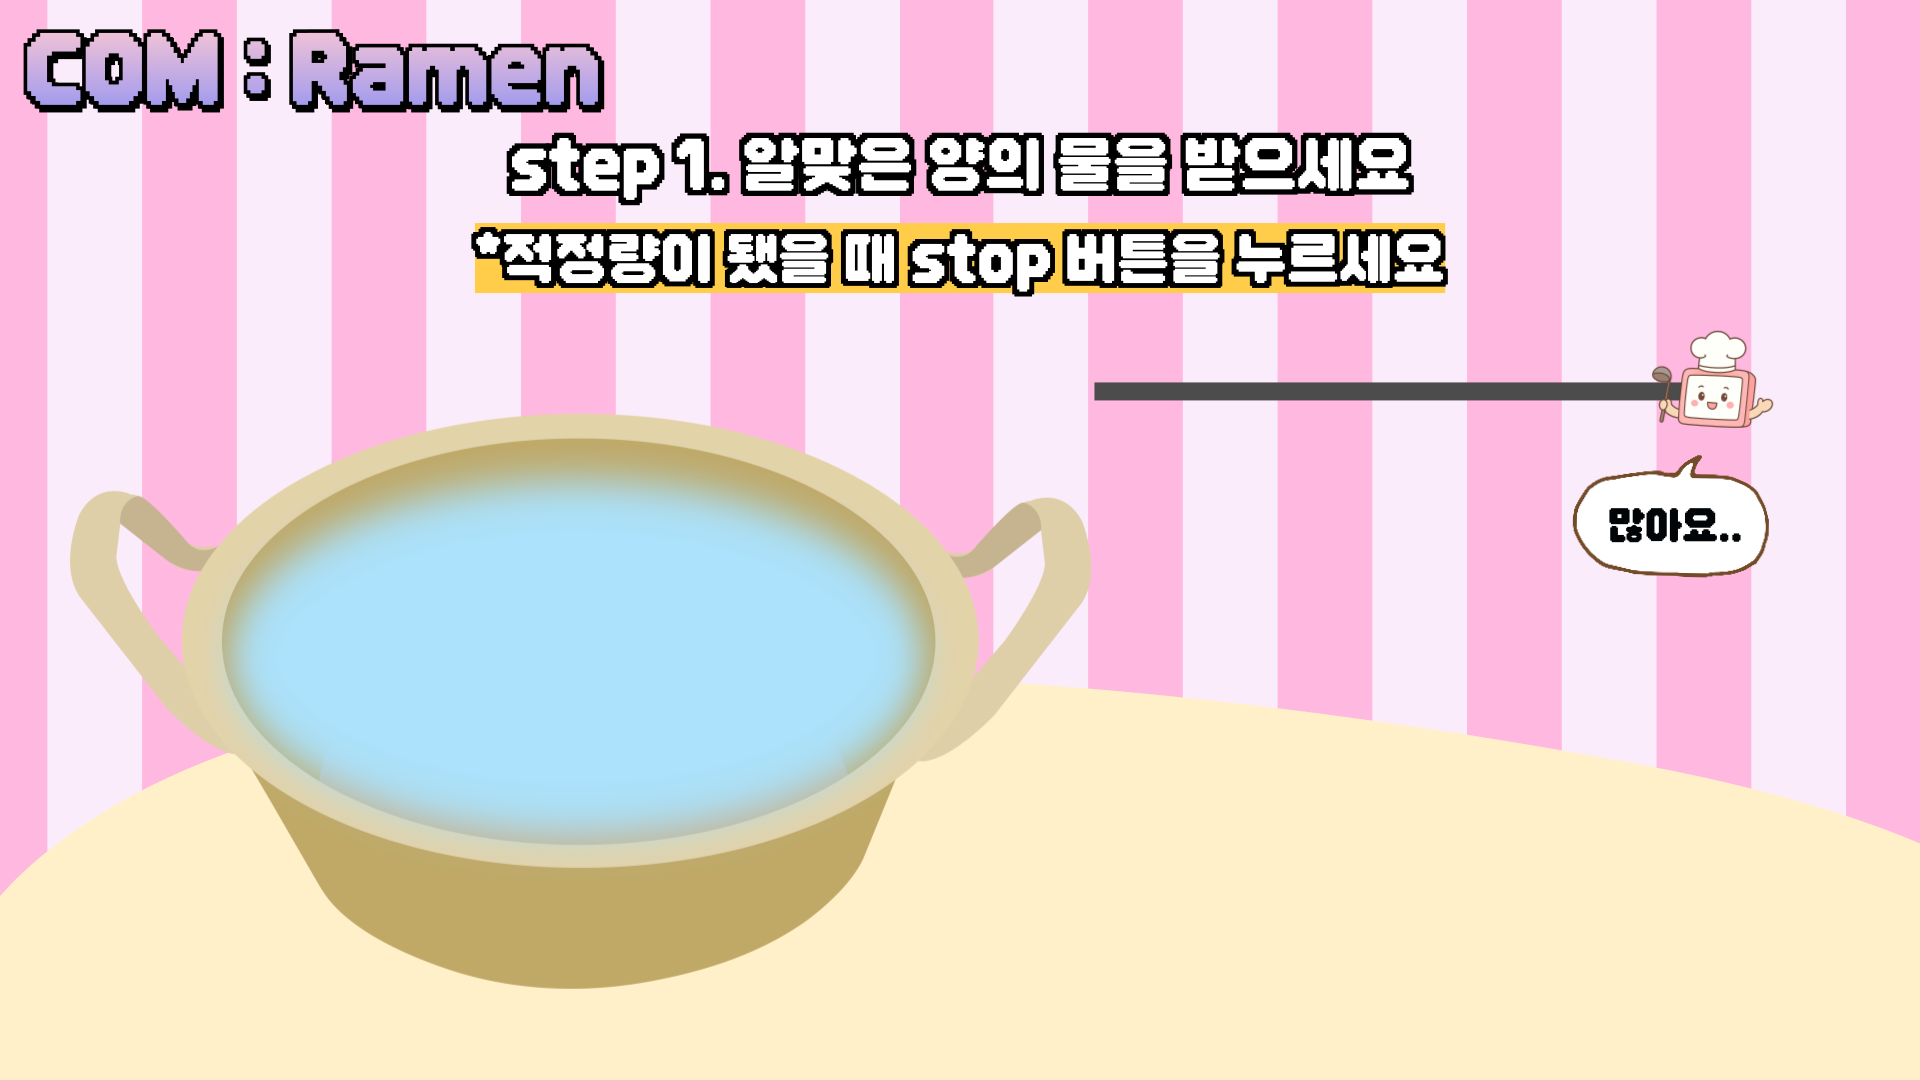 COM : Ramen
step 1. 알맞은 양의 물을 받으세요
*적정량이 됐을 때 stop 버튼을 누르세요
많아요..